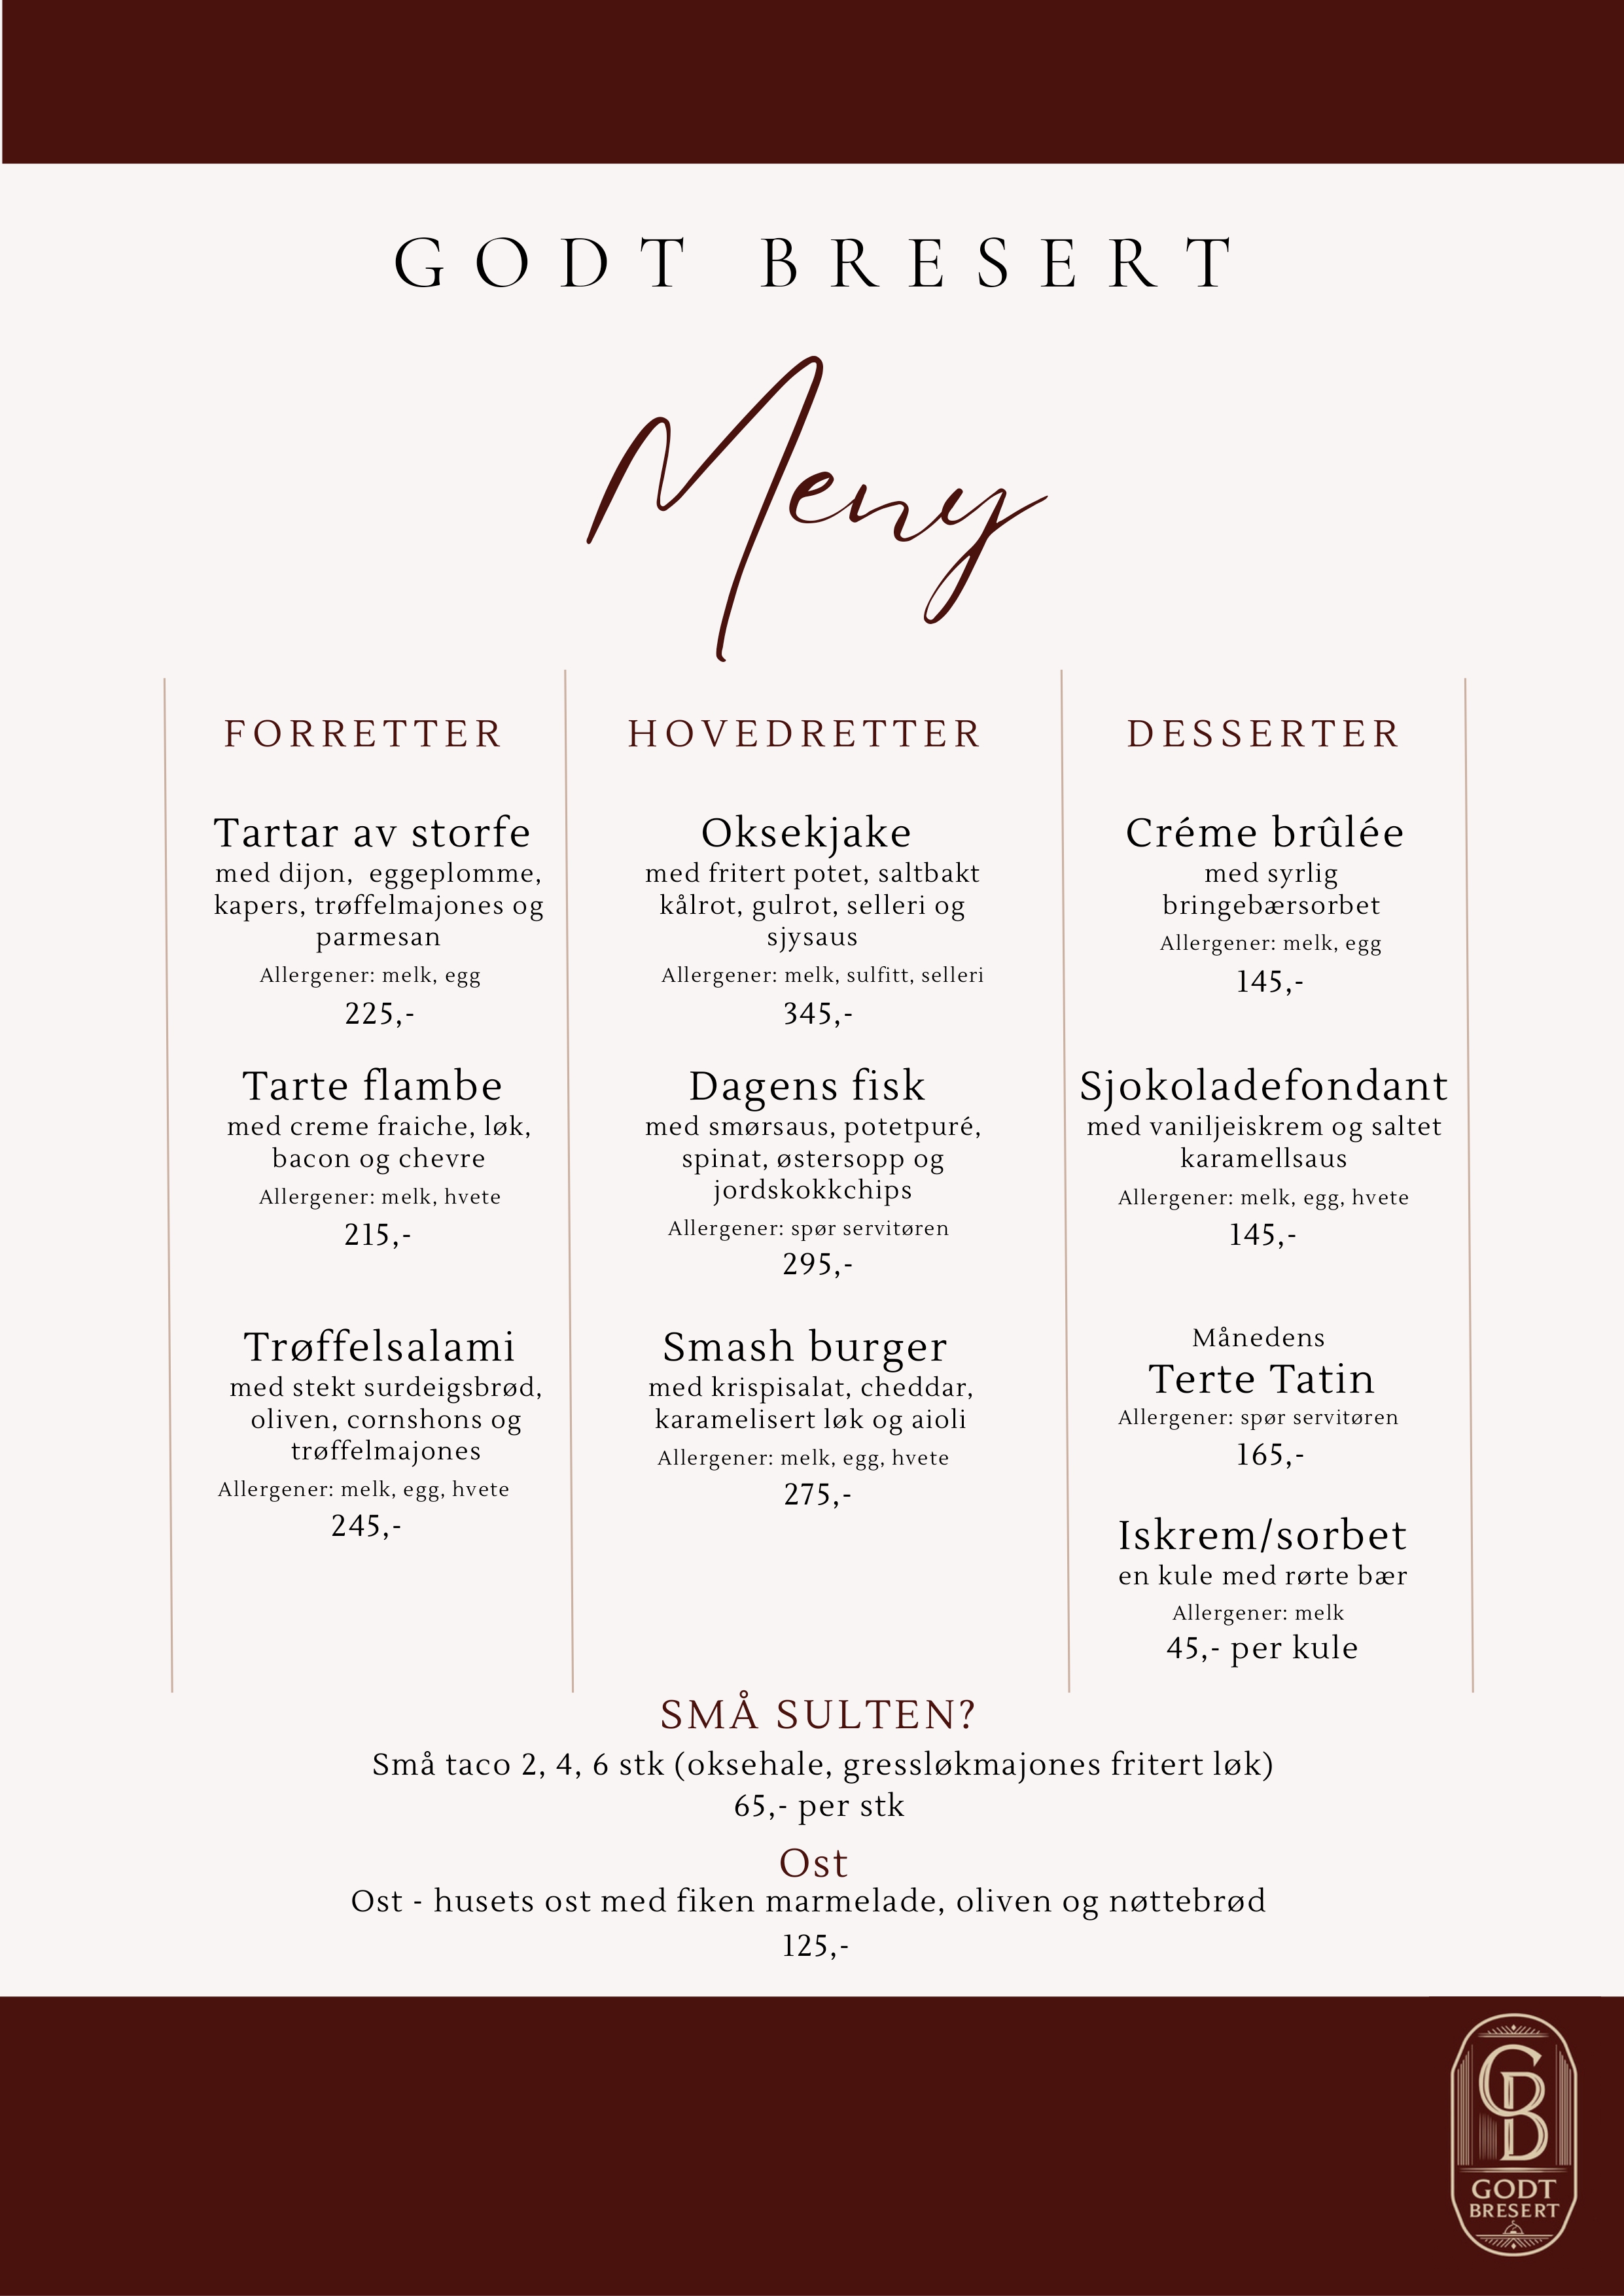 GODT BRESERT
Meny
FORRETTER
Tartar av storfe
med dijon, eggeplomme,
kapers, trøffelmajones og
parmesan
Allergener: melk, egg
225,-
Tarte flambe
med creme fraiche, løk,
bacon og chevre
Allergener: melk, hvete
215,-
Trøffelsalami
med stekt surdeigsbrød,
oliven, cornshons og
trøffelmajones
Allergener: melk, egg, hvete
245,-
HOVEDRETTER
Oksekjake
med fritert potet, saltbakt
kålrot, gulrot, selleri og
sjysaus
Allergener: melk, sulfitt, selleri
345,-
Dagens fisk
med smørsaus, potetpuré,
spinat, østersopp og
jordskokkchips
Allergener: spør servitøren
295,-
Smash burger
med krispisalat, cheddar,
karamelisert løk og aioli
Allergener: melk, egg, hvete
275,-
DESSERTER
Créme brûlée
med syrlig
bringebærsorbet
Allergener: melk, egg
145,-
Sjokoladefondant
med vaniljeiskrem og saltet
karamellsaus
Allergener: melk, egg, hvete
145,-
Månedens
Terte Tatin
Allergener: spør servitøren
165,-
Iskrem/sorbet
en kule med rørte bær
Allergener: melk
45,- per kule
SMÅ SULTEN?
Små taco 2, 4, 6 stk (oksehale, gressløkmajones fritert løk)
65,- per stk
Ost
Ost - husets ost med fiken marmelade, oliven og nøttebrød
125,-
GB
GODT
BRESERT